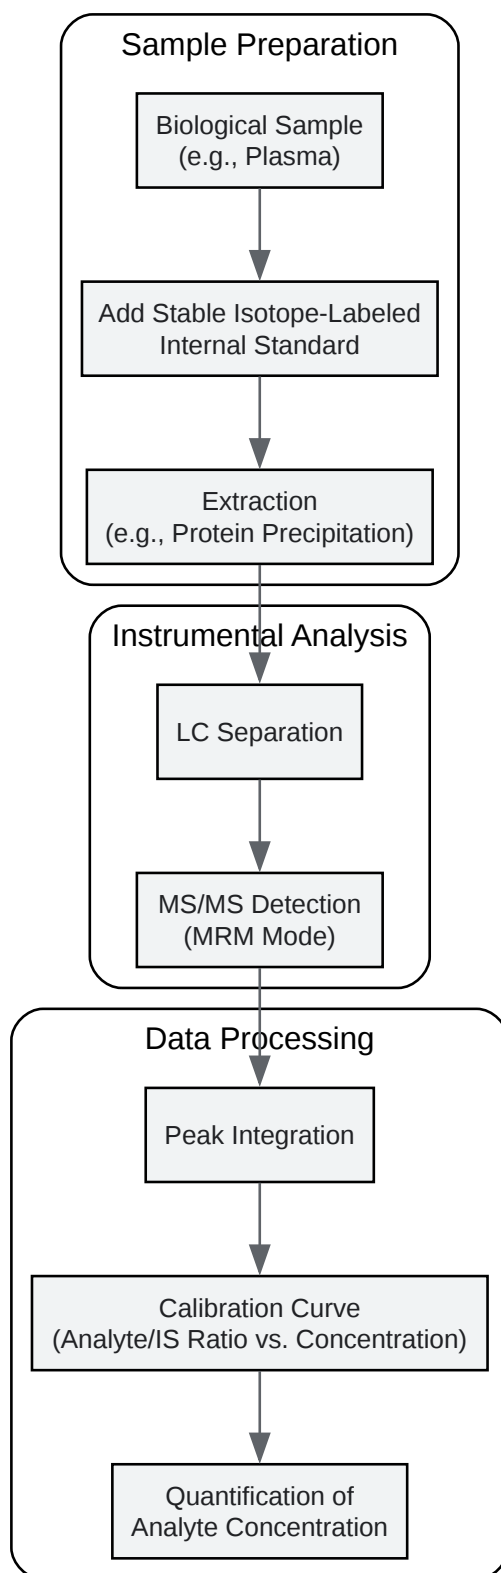 Sample Preparation
Biological Sample
(e.g., Plasma)
Add Stable Isotope-Labeled
Internal Standard
Extraction
(e.g., Protein Precipitation)
Instrumental Analysis
LC Separation
MS/MS Detection
(MRM Mode)
Data Processing
Peak Integration
Calibration Curve
(Analyte/IS Ratio vs. Concentration)
Quantification of
Analyte Concentration